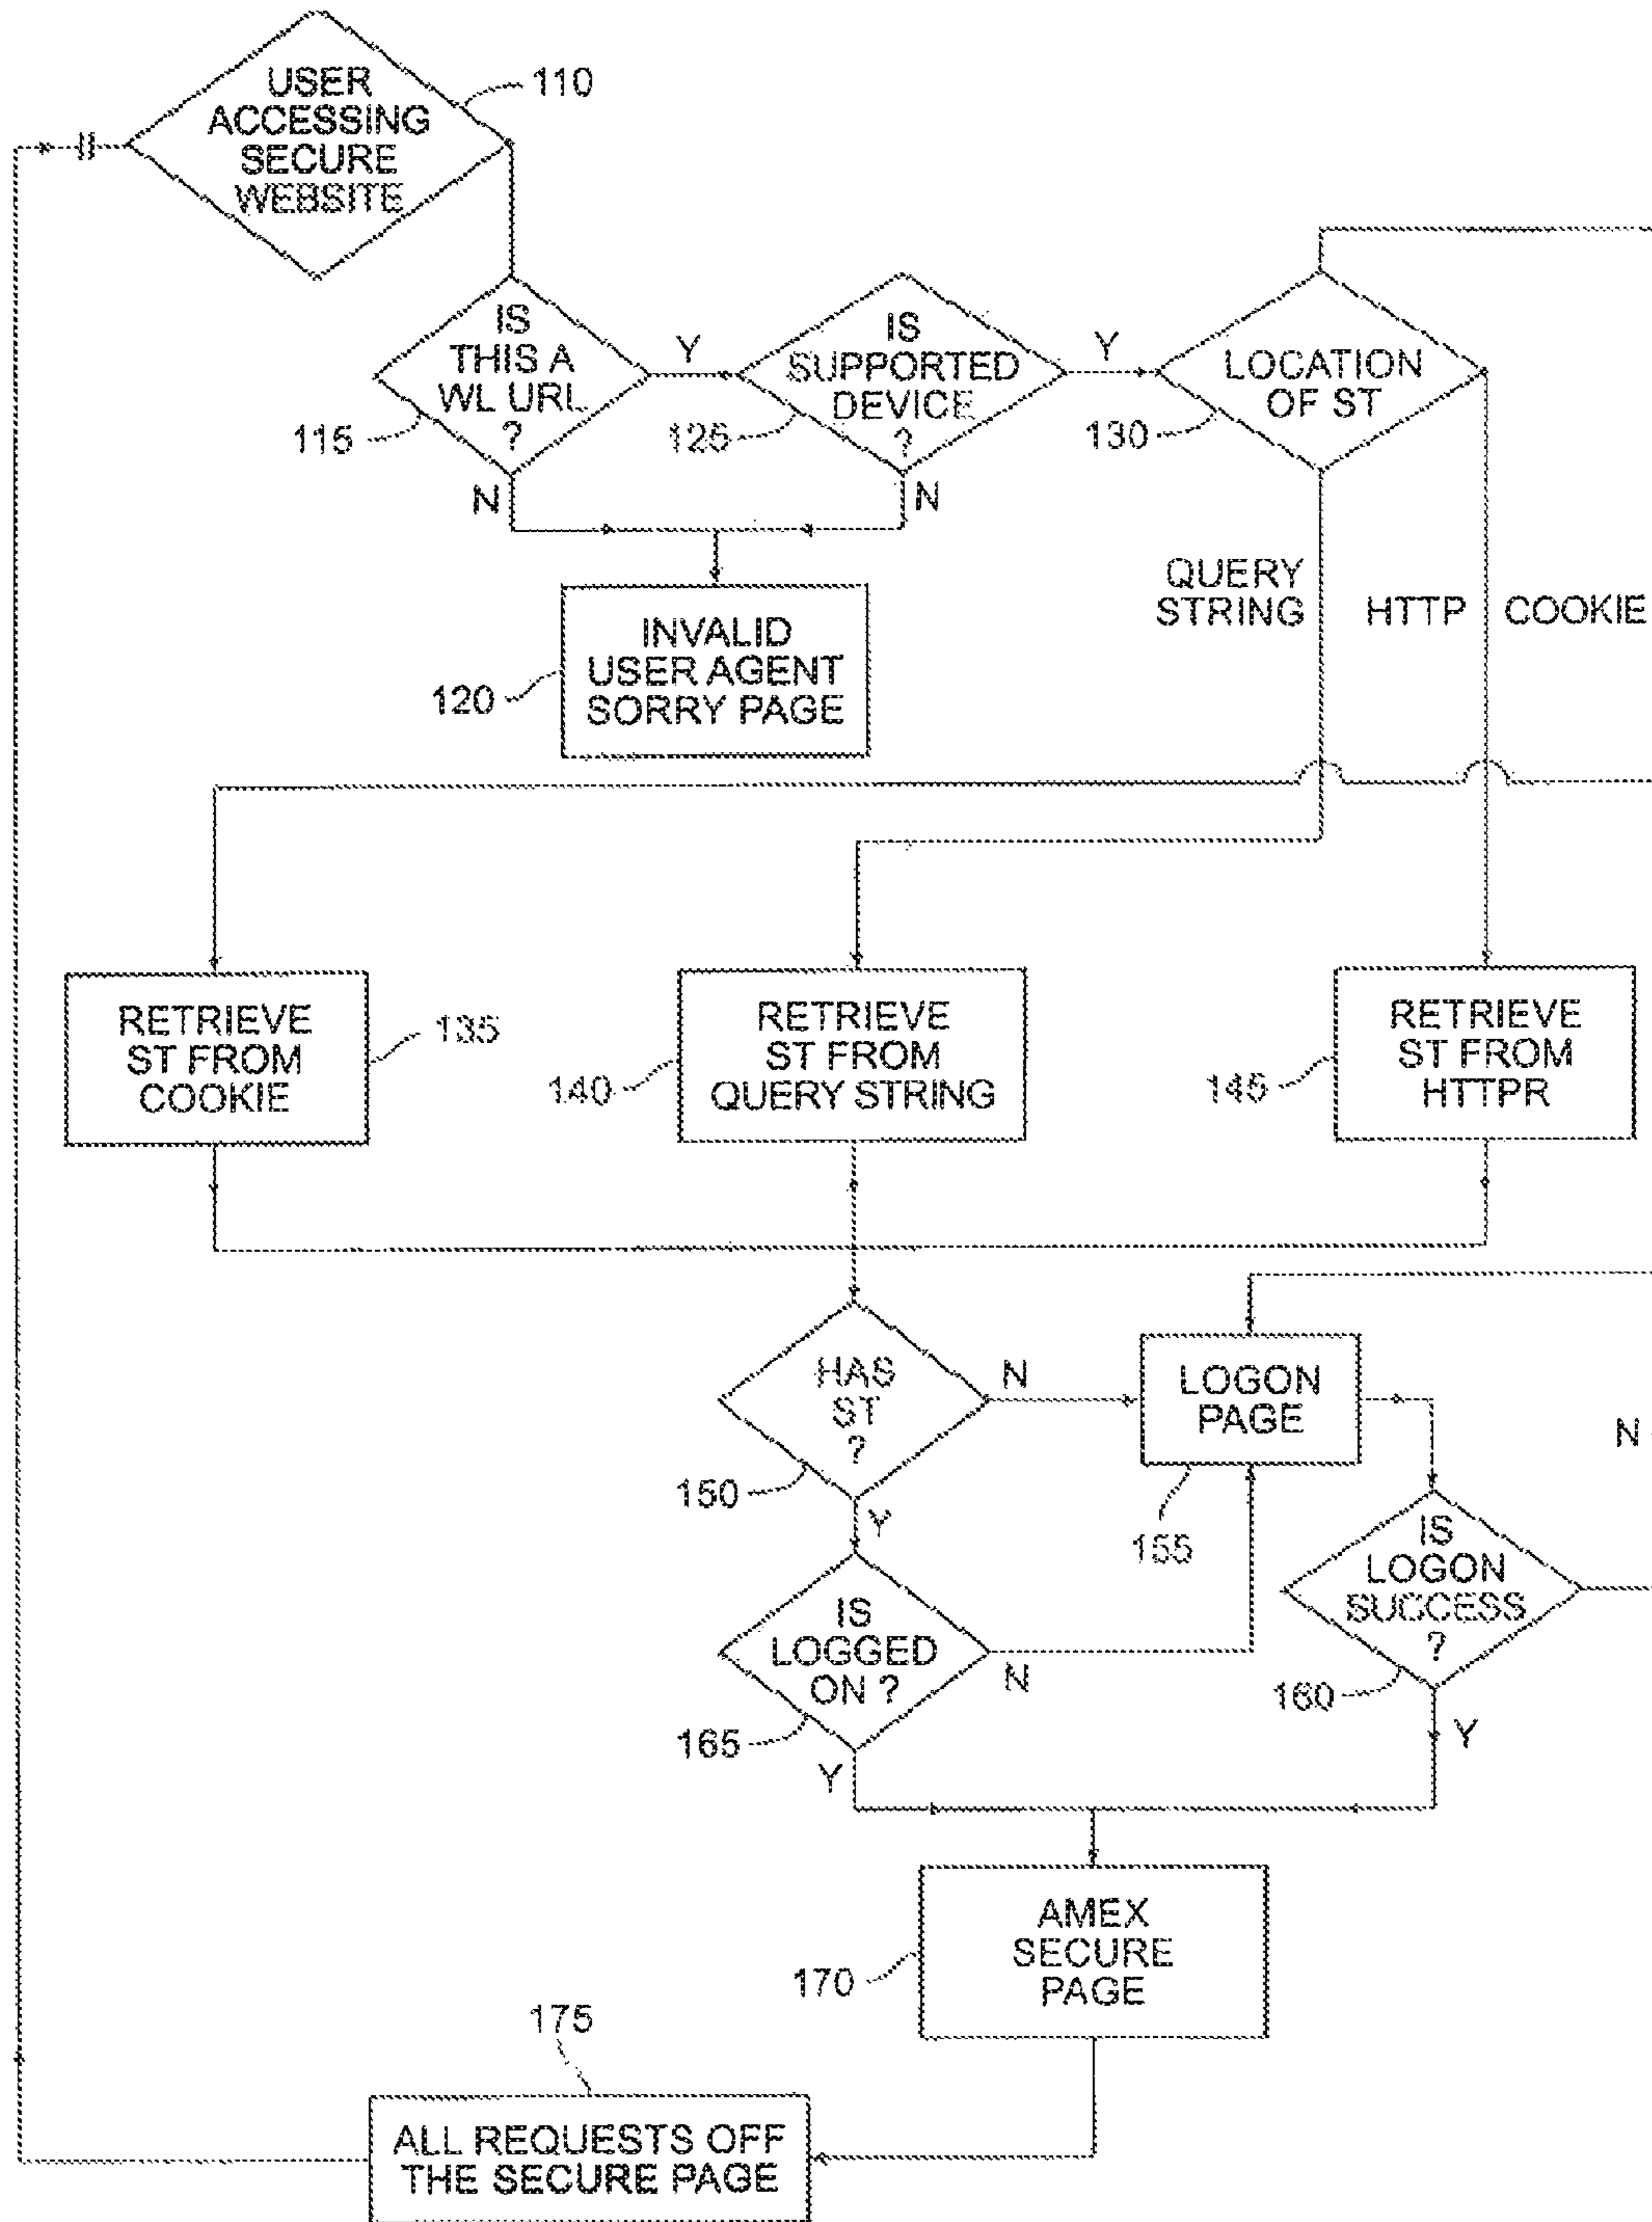 USER
ACCESSING
SECURE
WEBSITE
110
IS
THIS A
WL URL
?
115
Y
N
IS
SUPPORTED
DEVICE
?
125
Y
N
LOCATION
OF ST
130
INVALID
USER AGENT
SORRY PAGE
120
QUERY
STRING
HTTP
COOKIE
RETRIEVE
ST FROM
COOKIE
135
RETRIEVE
ST FROM
QUERY STRING
140
RETRIEVE
ST FROM
HTTPR
145
HAS
ST
?
150
N
Y
LOGON
PAGE
155
N
IS
LOGON
SUCCESS
?
160
Y
IS
LOGGED
ON ?
165
N
Y
AMEX
SECURE
PAGE
170
175
ALL REQUESTS OFF
THE SECURE PAGE